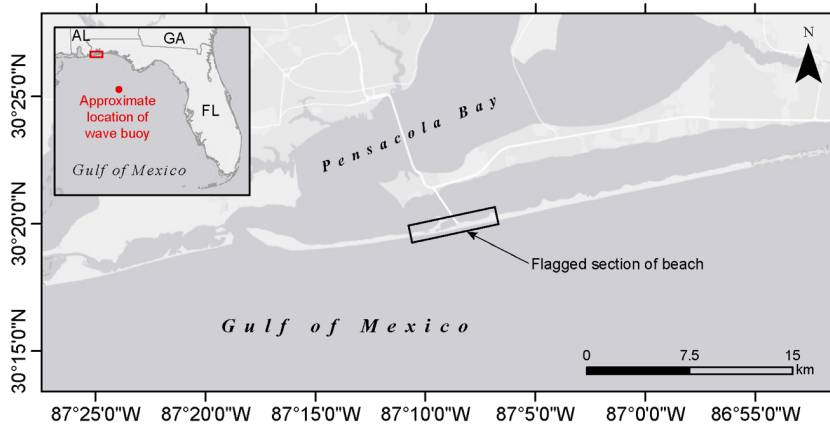 AL
GA
FL
Approximate
location of
wave buoy
Gulf of Mexico
N
Pensacola Bay
Flagged section of beach
Gulf of Mexico
0 7.5 15
km
30°25'0"N
30°20'0"N
30°15'0"N
87°25'0"W 87°20'0"W 87°15'0"W 87°10'0"W 87°5'0"W 87°0'0"W 86°55'0"W